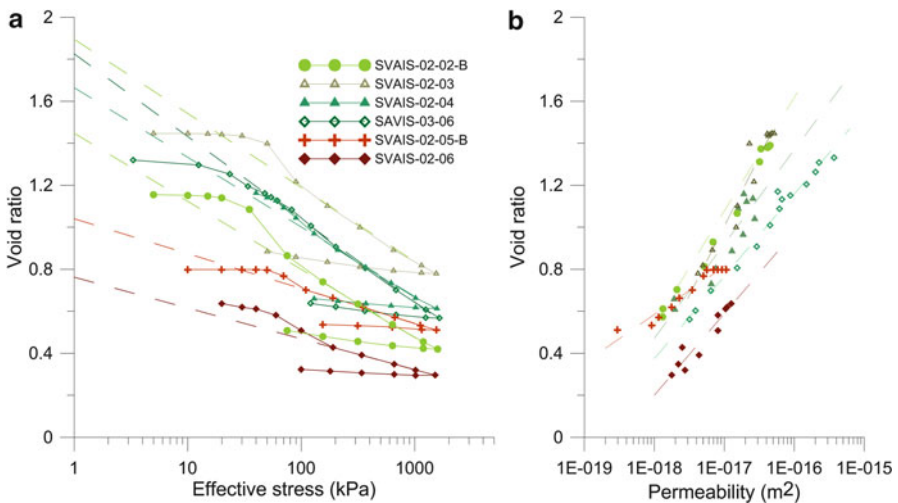 a
b
2
1.6
1.2
0.8
0.4
0
Void ratio
1
10
100
1000
Effective stress (kPa)
SVAIS-02-02-B
SVAIS-02-03
SVAIS-02-04
SAVIS-03-06
SVAIS-02-05-B
SVAIS-02-06
2
1.6
1.2
0.8
0.4
0
Void ratio
1E-019
1E-018
1E-017
1E-016
1E-015
Permeability (m2)